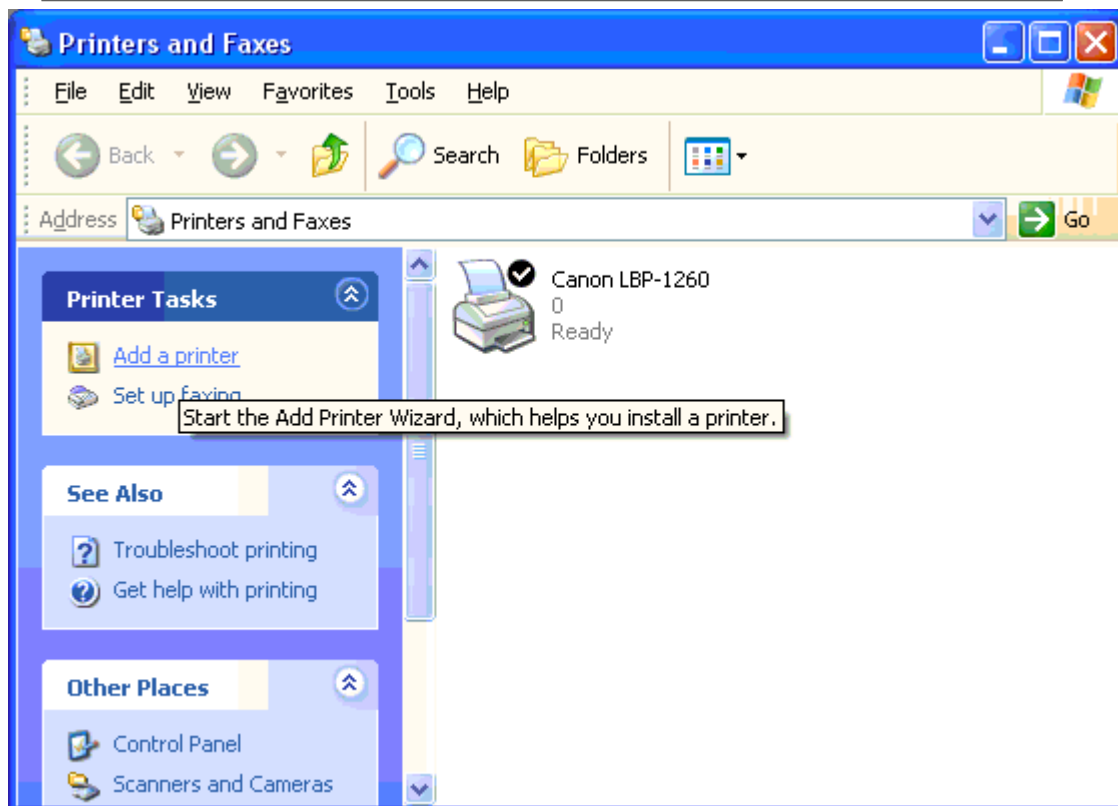 Printers and Faxes
File Edit View Favorites Tools Help
Back Search Folders
Address Printers and Faxes Go
Printer Tasks
Add a printer
Set up faxing
Start the Add Printer Wizard, which helps you install a printer.
See Also
Troubleshoot printing
Get help with printing
Other Places
Control Panel
Scanners and Cameras
Canon LBP-1260
0
Ready